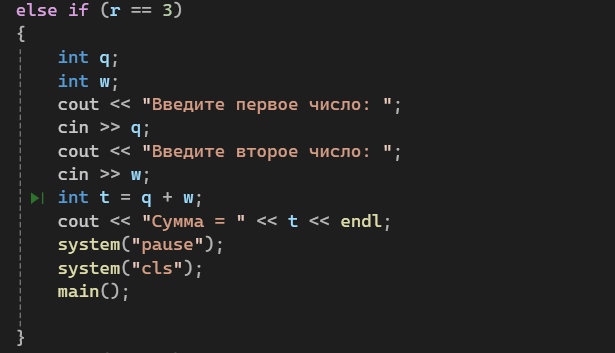 else if (r == 3)
{
int q;
int w;
cout << "Введите первое число: ";
cin >> q;
cout << "Введите второе число: ";
cin >> w;
int t = q + w;
cout << "Сумма = " << t << endl;
system("pause");
system("cls");
main();
}